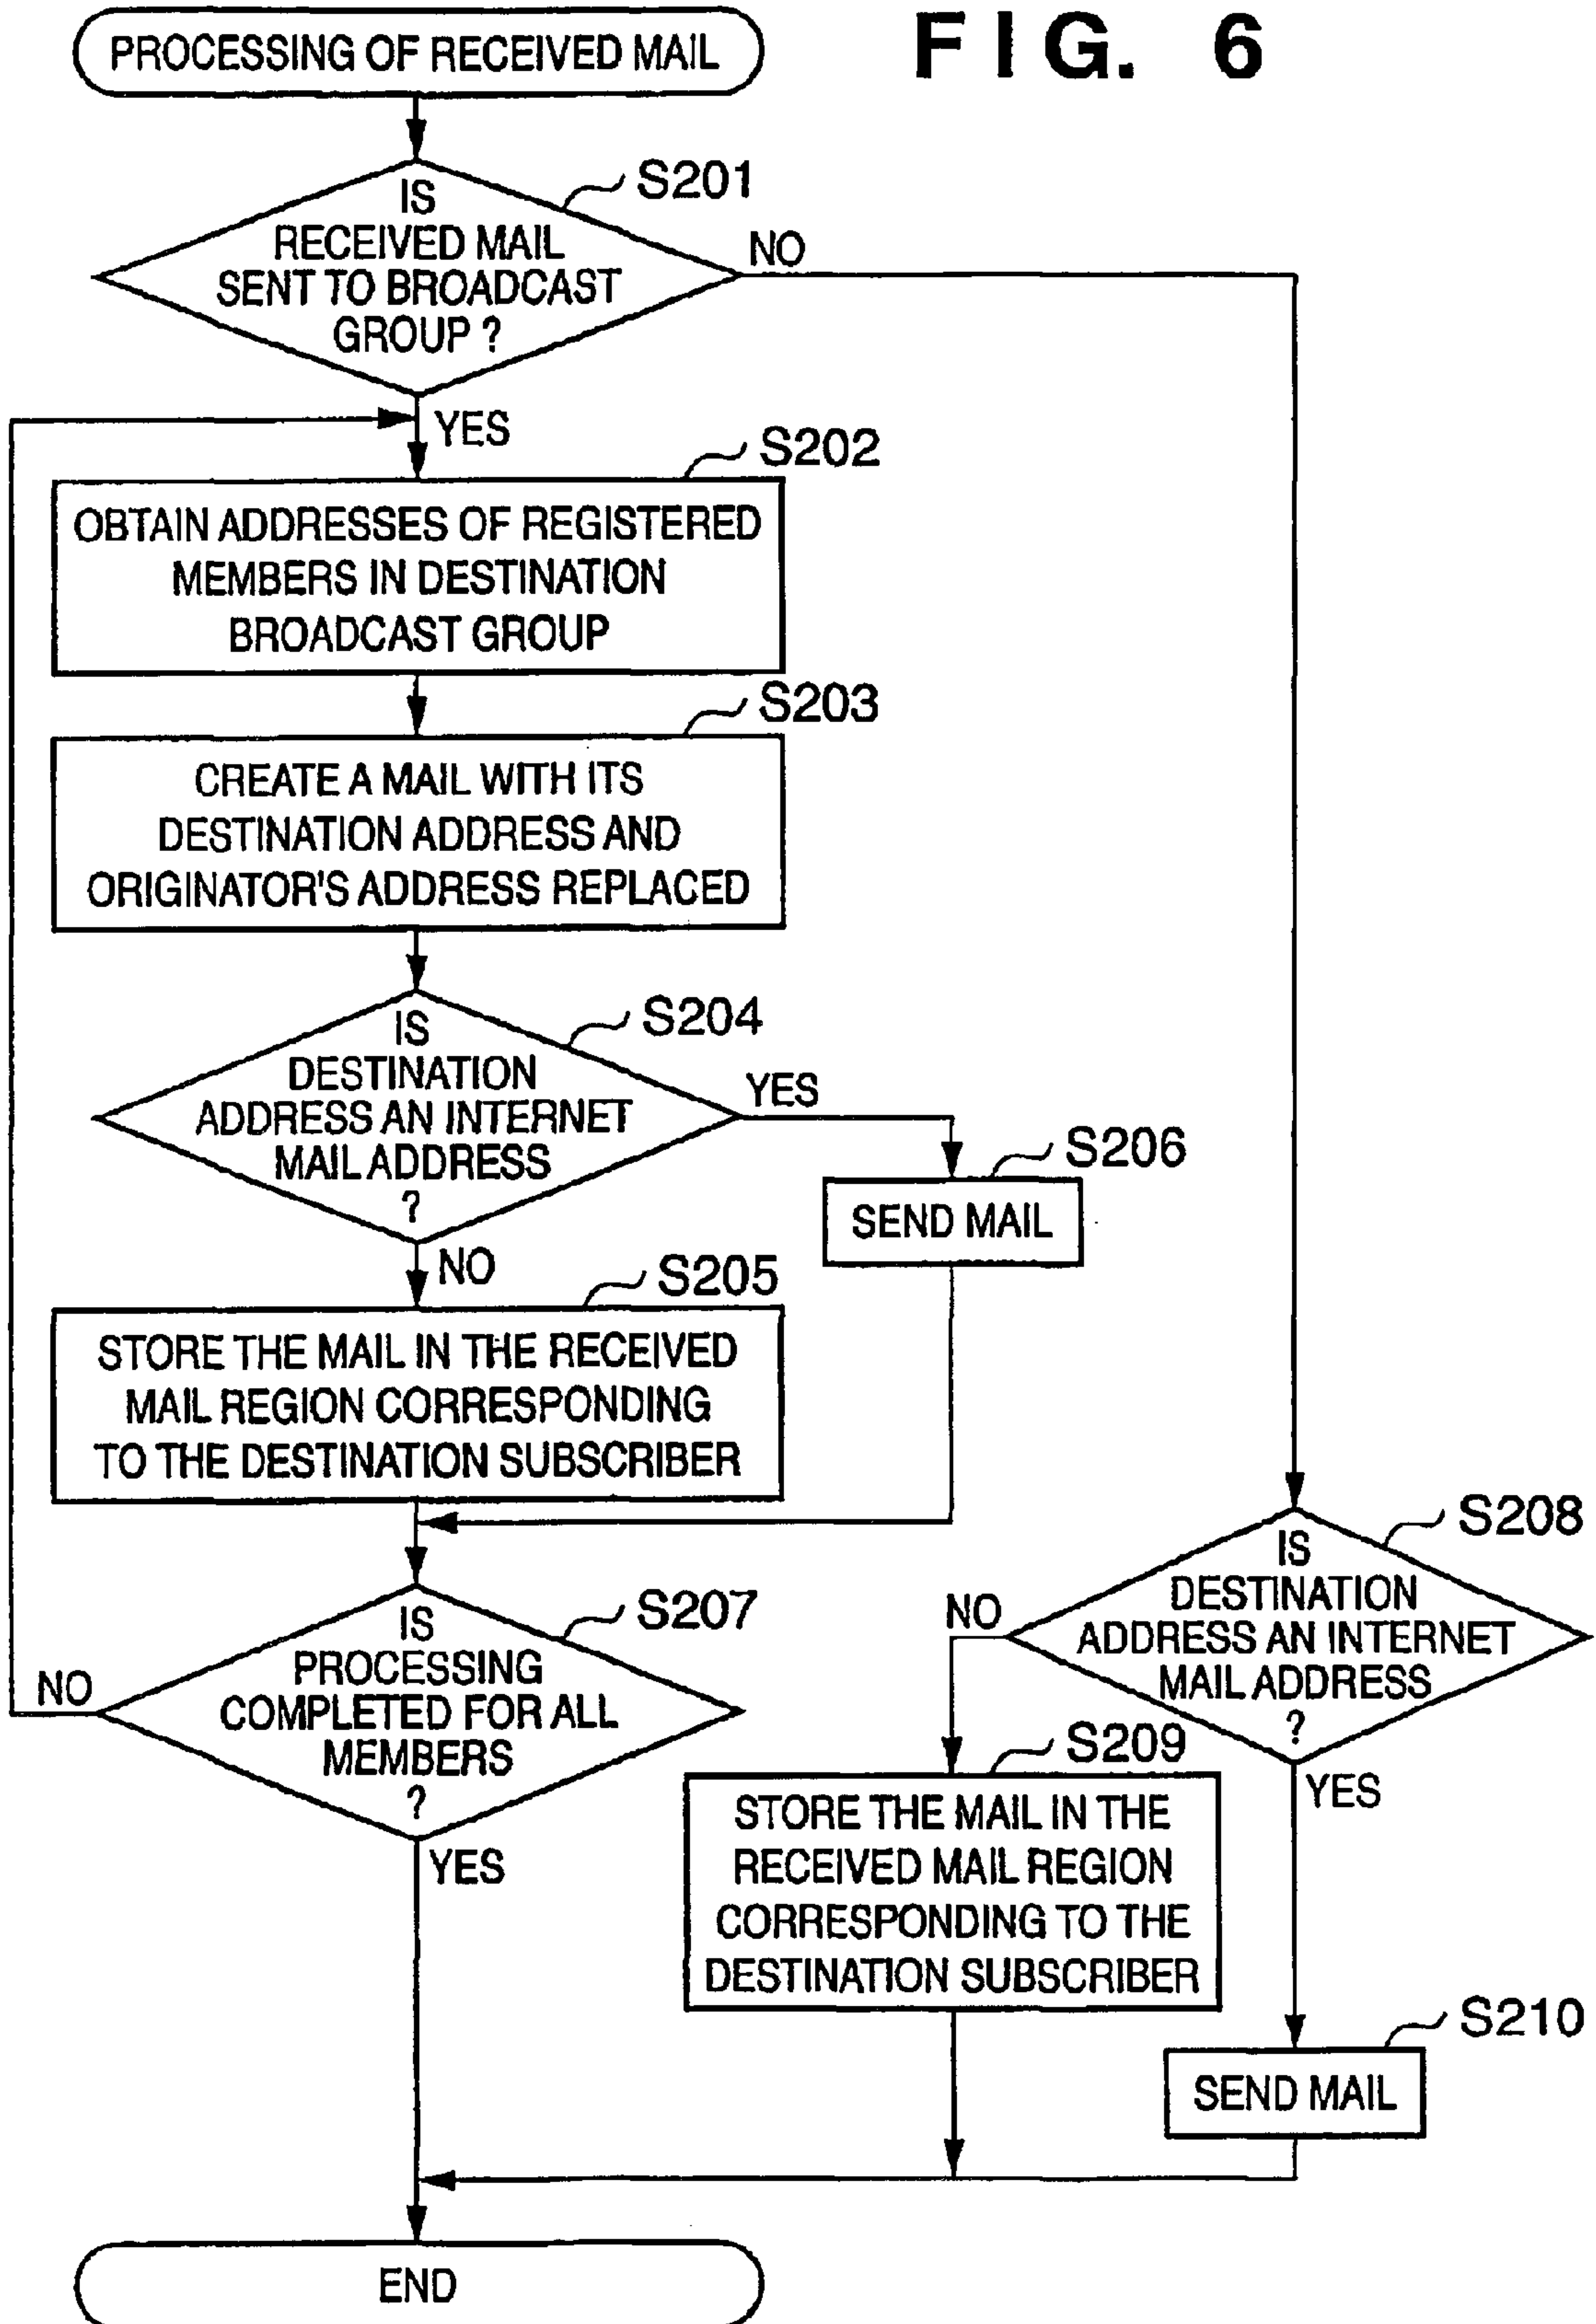 FIG. 6
PROCESSING OF RECEIVED MAIL
S201
IS
RECEIVED MAIL
SENT TO BROADCAST
GROUP ?
NO
YES
S202
OBTAIN ADDRESSES OF REGISTERED
MEMBERS IN DESTINATION
BROADCAST GROUP
S203
CREATE A MAIL WITH ITS
DESTINATION ADDRESS AND
ORIGINATOR'S ADDRESS REPLACED
S204
IS
DESTINATION
ADDRESS AN INTERNET
MAIL ADDRESS
?
YES
S206
SEND MAIL
NO
S205
STORE THE MAIL IN THE RECEIVED
MAIL REGION CORRESPONDING
TO THE DESTINATION SUBSCRIBER
S207
IS
PROCESSING
COMPLETED FOR ALL
MEMBERS
?
NO
YES
S208
IS
DESTINATION
ADDRESS AN INTERNET
MAIL ADDRESS
?
NO
YES
S209
STORE THE MAIL IN THE
RECEIVED MAIL REGION
CORRESPONDING TO THE
DESTINATION SUBSCRIBER
S210
SEND MAIL
END